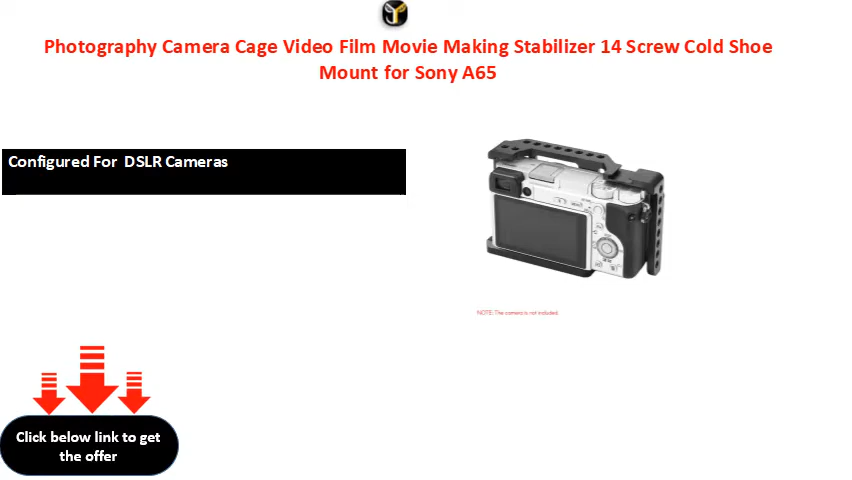 Photography Camera Cage Video Film Movie Making Stabilizer 14 Screw Cold Shoe
Mount for Sony A65
Configured For  DSLR Cameras
NOTE: The camera is not included.
Click below link to get
the offer